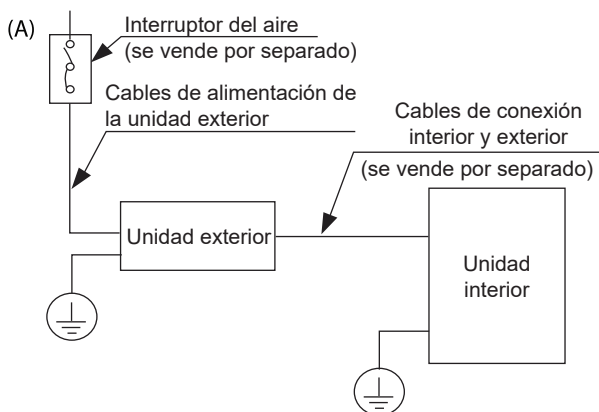 (A)
Interruptor del aire
(se vende por separado)
Cables de alimentación de
la unidad exterior
Cables de conexión
interior y exterior
(se vende por separado)
Unidad exterior
Unidad
interior